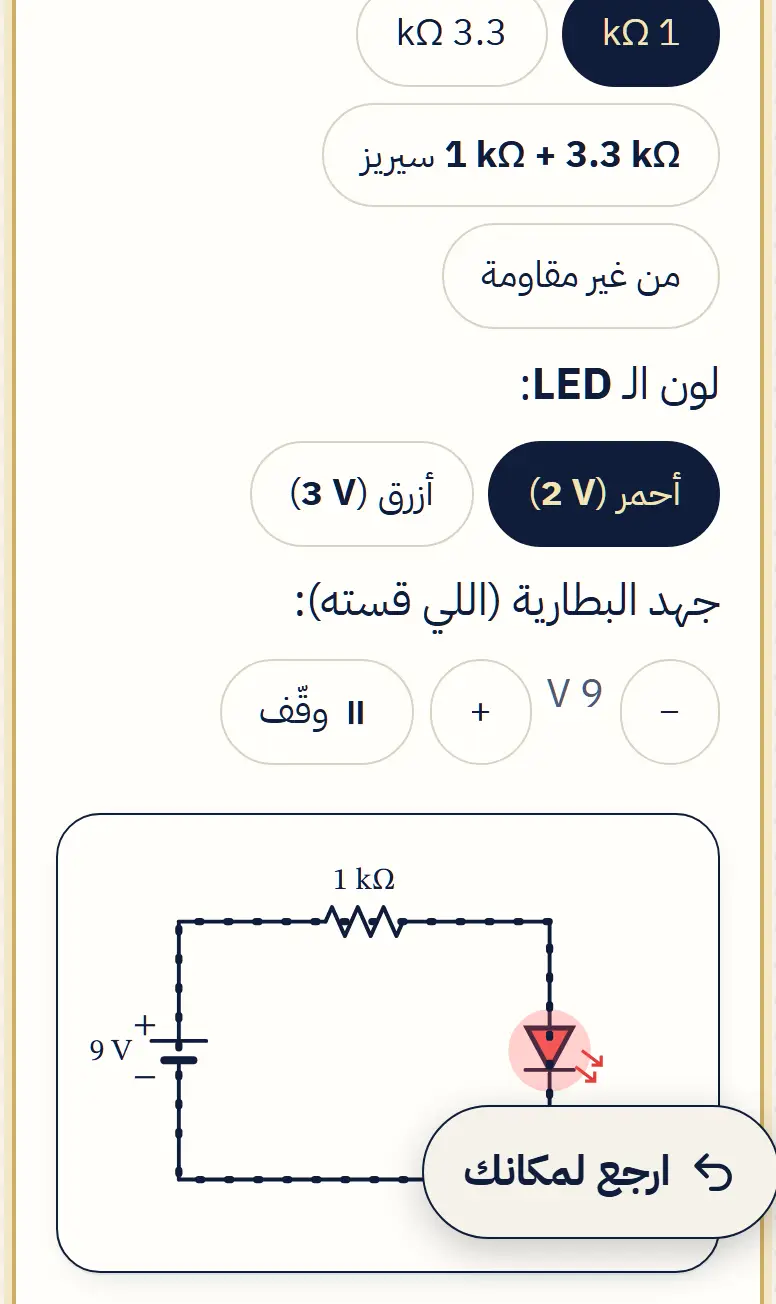 1 kΩ
3.3 kΩ
1 kΩ + 3.3 kΩ سيريز
من غير مقاومة
لون الـ LED:
أحمر (2 V)
أزرق (3 V)
جهد البطارية (اللي قسته):
−
9 V
+
⏸ وقّف
1 kΩ
+
9 V
−
ارجع لمكانك